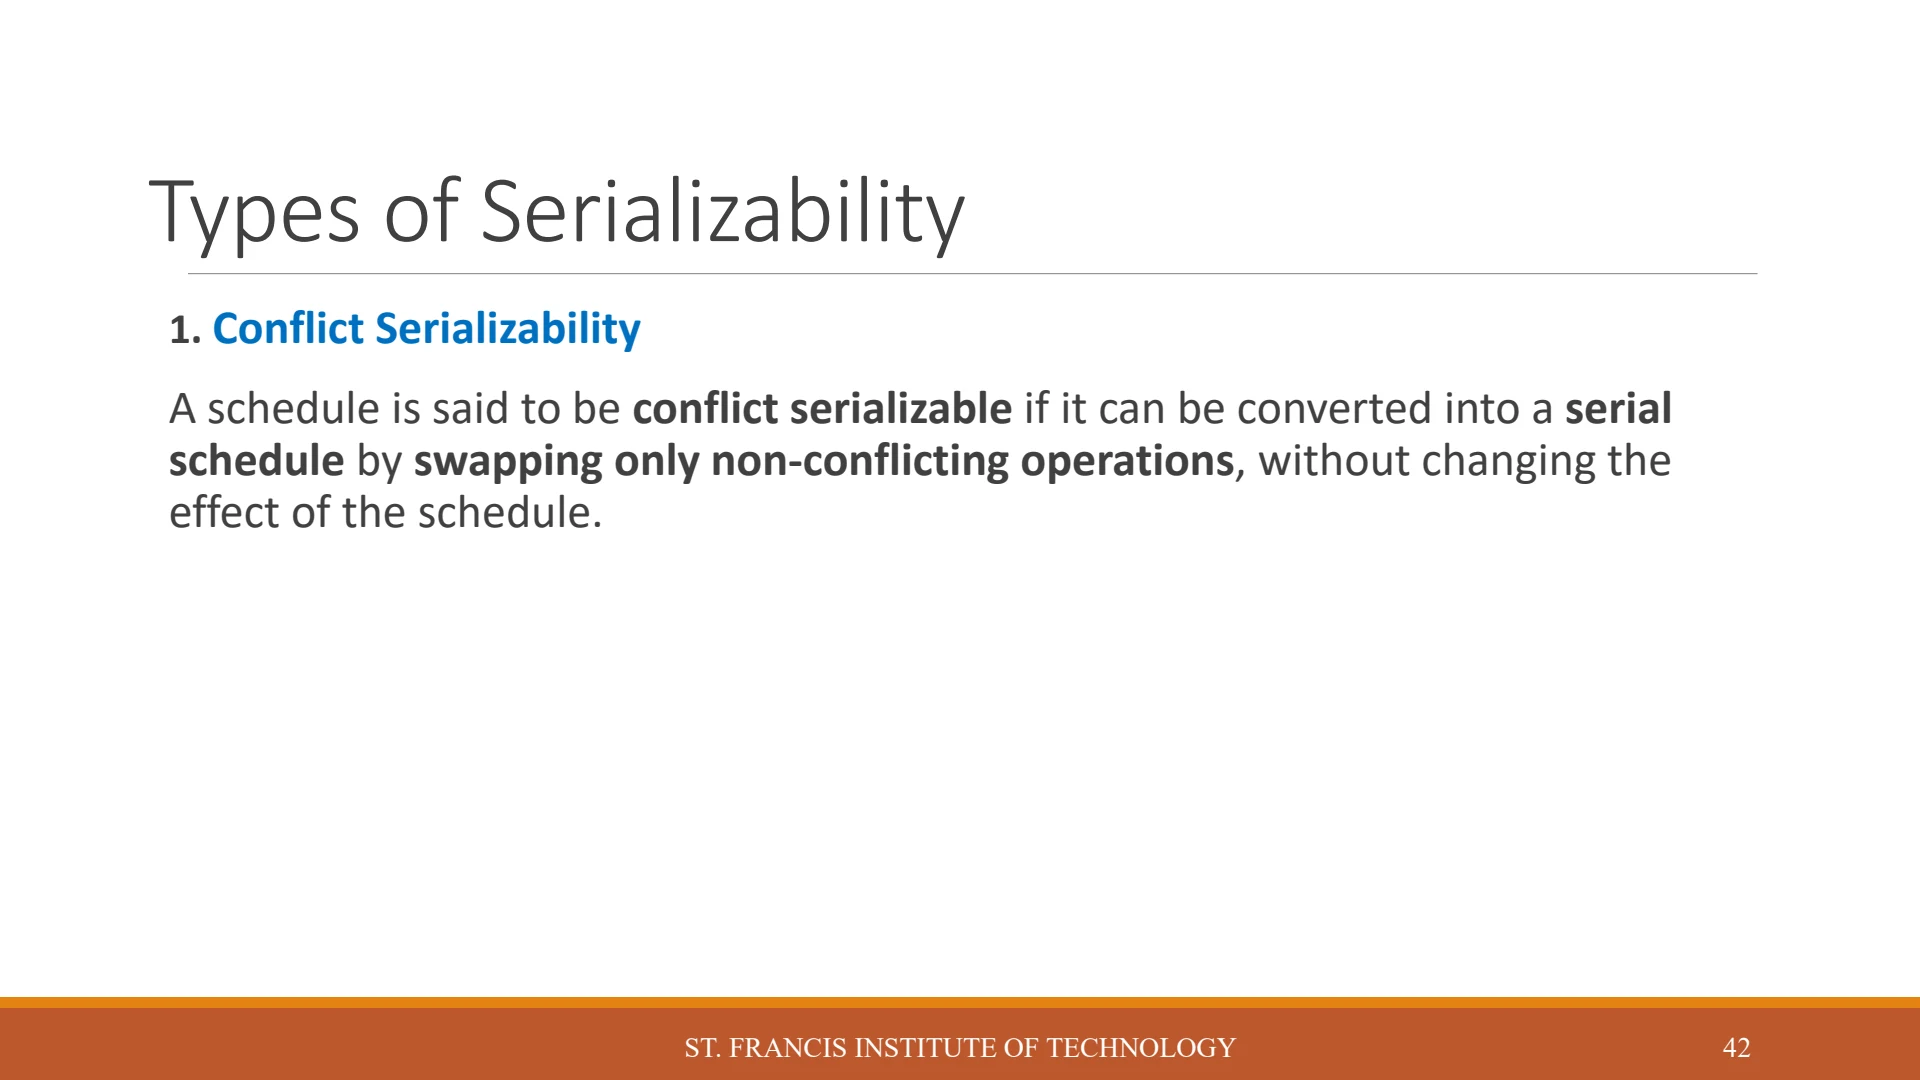 Types of Serializability
1. Conflict Serializability
A schedule is said to be conflict serializable if it can be converted into a serial
schedule by swapping only non-conflicting operations, without changing the
effect of the schedule.
ST. FRANCIS INSTITUTE OF TECHNOLOGY
42